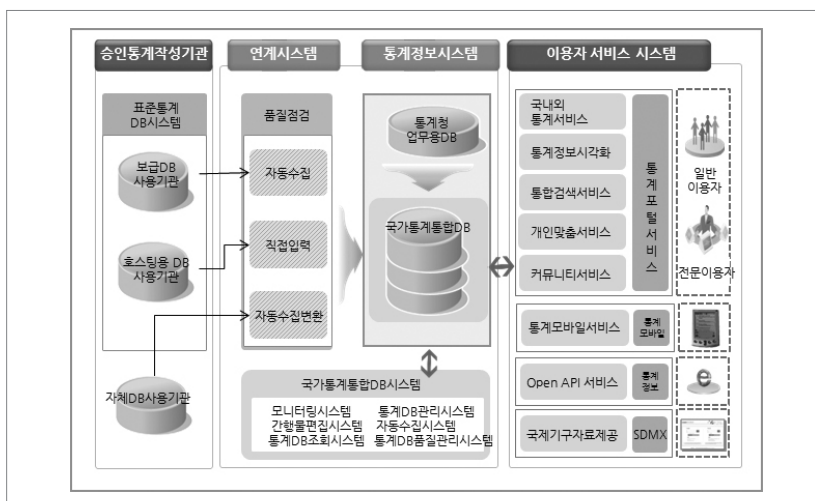 승인통계작성기관
연계시스템
통계정보시스템
이용자 서비스 시스템
표준통계
DB시스템
보급DB
사용기관
호스팅용 DB
사용기관
자체DB사용기관
품질점검
자동수집
직접입력
자동수집변환
통계청
업무용DB
국가통계통합DB
국가통계통합DB시스템
모니터링시스템 통계DB관리시스템
간행물편집시스템 자동수집시스템
통계DB조회시스템 통계DB품질관리시스템
국내외
통계서비스
통계정보시각화
통합검색서비스
개인맞춤서비스
커뮤니티서비스
통계포털서비스
일반
이용자
전문이용자
통계모바일서비스
통계
모바일
Open API 서비스
통계
정보
e
국제기구자료제공
SDMX